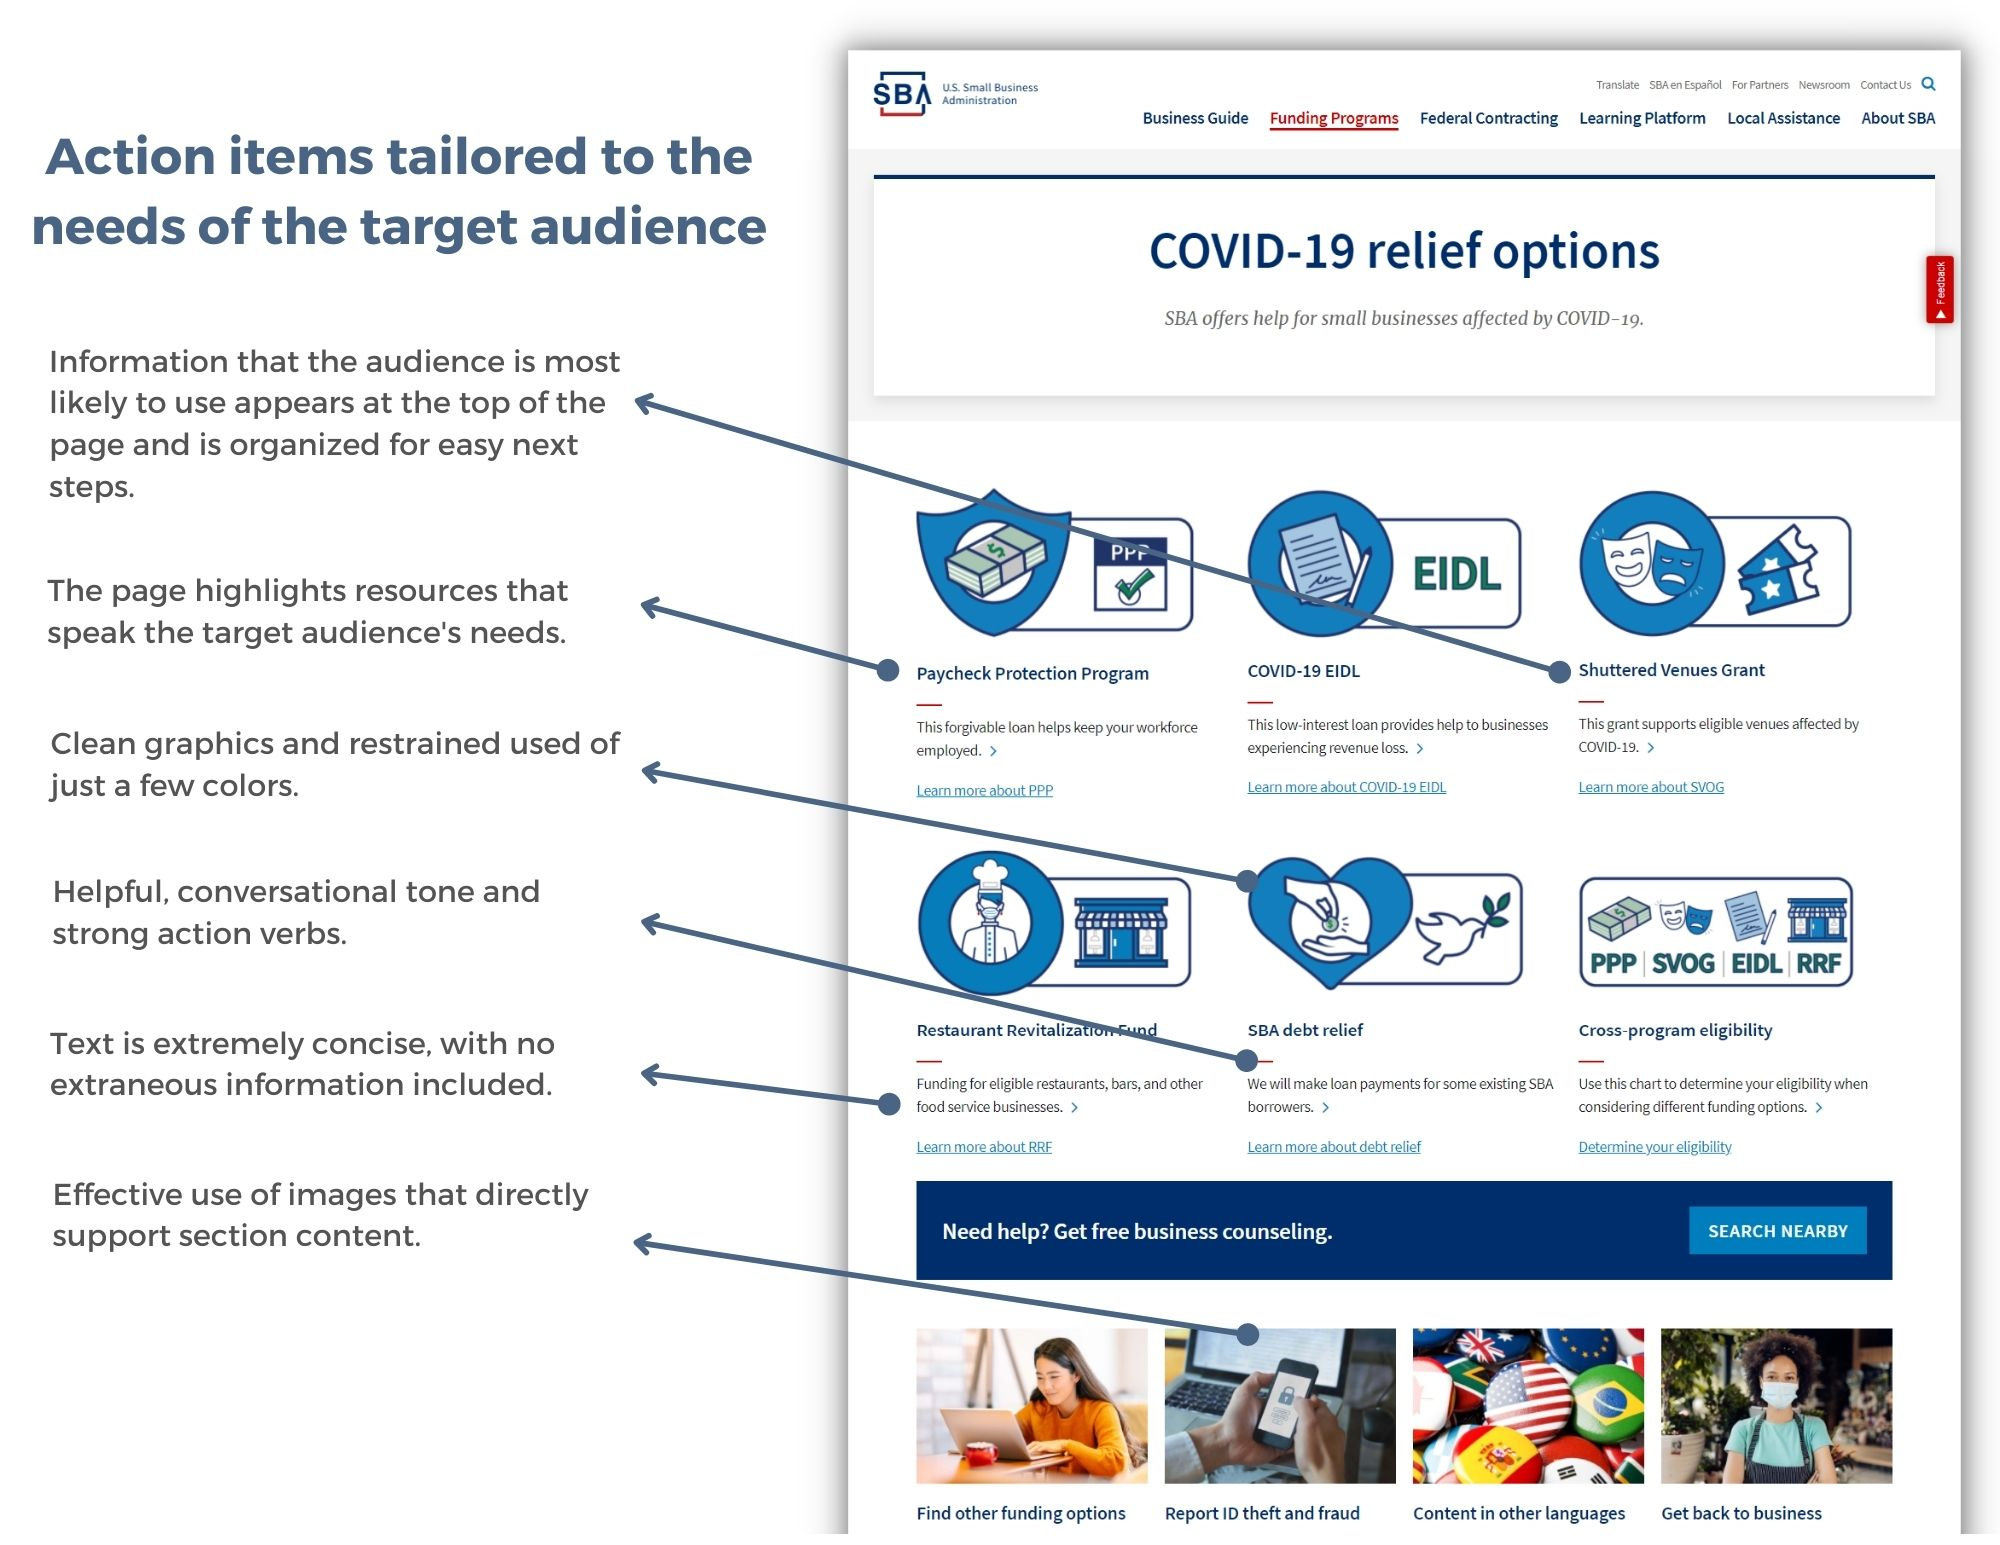 Action items tailored to the
needs of the target audience
Information that the audience is most
likely to use appears at the top of the
page and is organized for easy next
steps.
The page highlights resources that
speak the target audience's needs.
Clean graphics and restrained used of
just a few colors.
Helpful, conversational tone and
strong action verbs.
Text is extremely concise, with no
extraneous information included.
Effective use of images that directly
support section content.
SBA
U.S. Small Business
Administration
Translate SBA en Español For Partners Newsroom Contact Us
Business Guide Funding Programs Federal Contracting Learning Platform Local Assistance About SBA
COVID-19 relief options
SBA offers help for small businesses affected by COVID-19.
Feedback
PPP
EIDL
Paycheck Protection Program
This forgivable loan helps keep your workforce
employed.
Learn more about PPP
COVID-19 EIDL
This low-interest loan provides help to businesses
experiencing revenue loss.
Learn more about COVID-19 EIDL
Shuttered Venues Grant
This grant supports eligible venues affected by
COVID-19.
Learn more about SVOG
PPP SVOG EIDL RRF
Restaurant Revitalization Fund
Funding for eligible restaurants, bars, and other
food service businesses.
Learn more about RRF
SBA debt relief
We will make loan payments for some existing SBA
borrowers.
Learn more about debt relief
Cross-program eligibility
Use this chart to determine your eligibility when
considering different funding options.
Determine your eligibility
Need help? Get free business counseling.
SEARCH NEARBY
Find other funding options
Report ID theft and fraud
Content in other languages
Get back to business